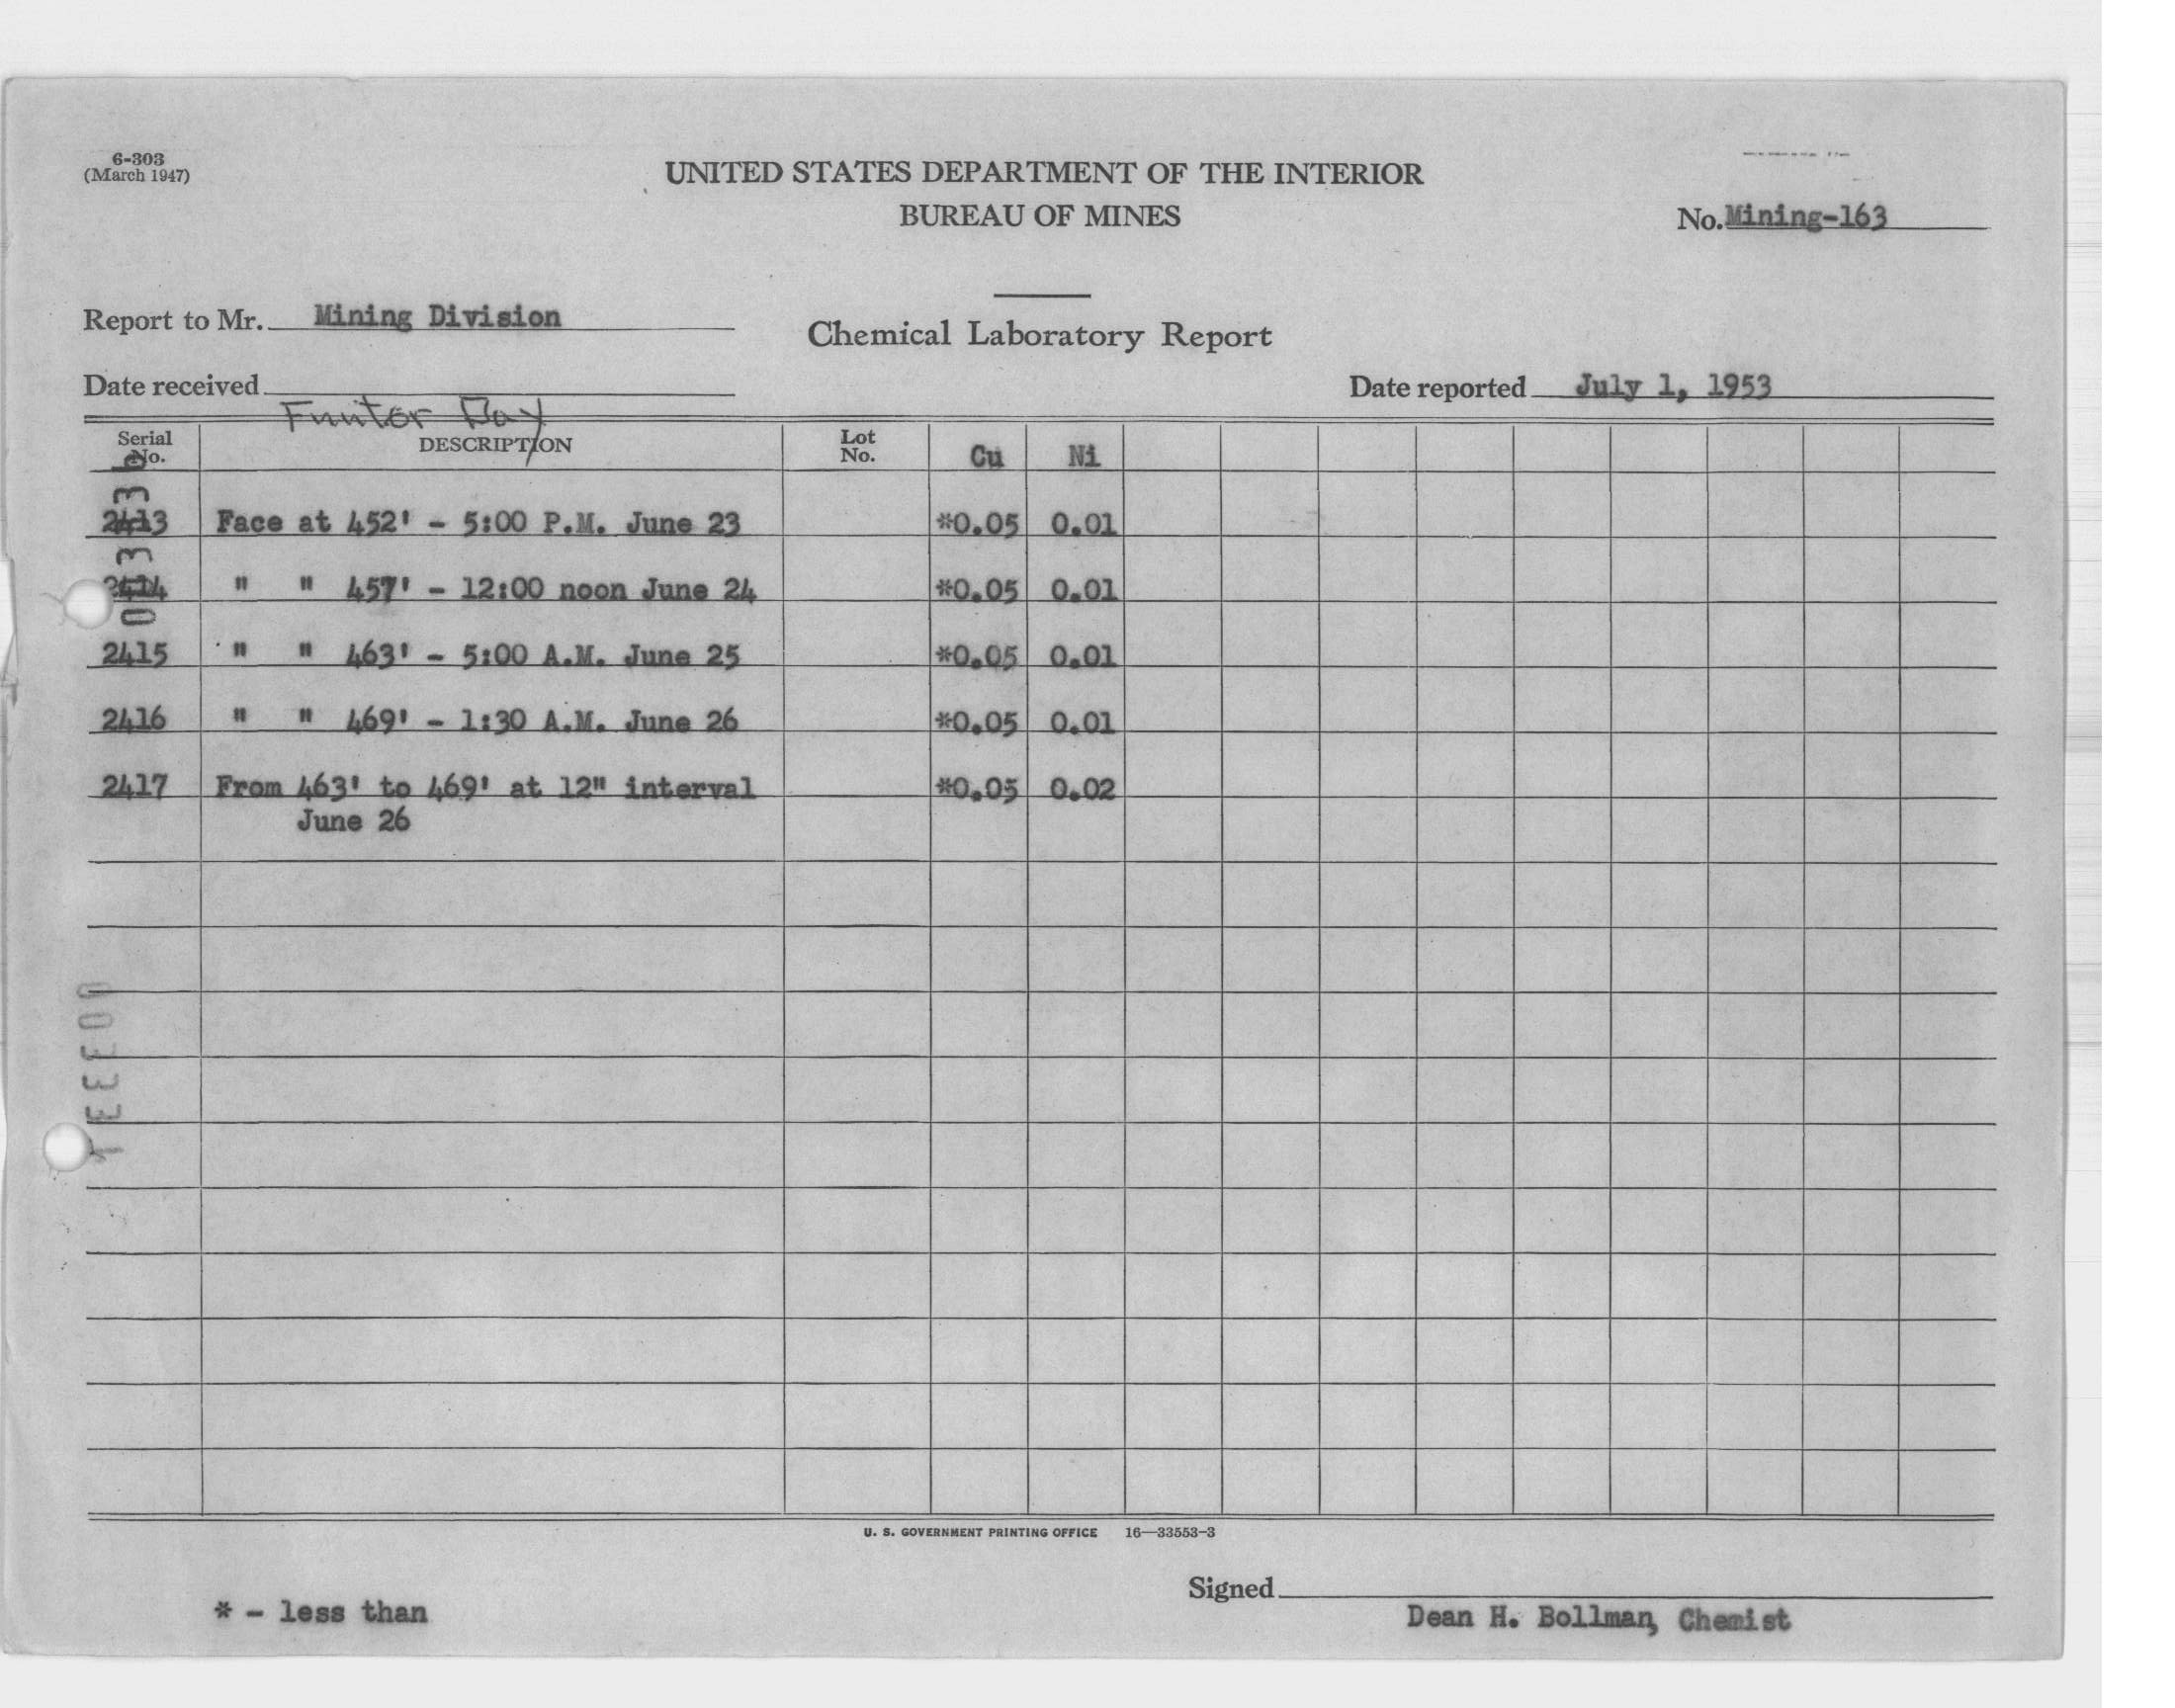 6-303
(March 1947)
UNITED STATES DEPARTMENT OF THE INTERIOR
BUREAU OF MINES
No. Mining-163
Report to Mr. Mining Division
Chemical Laboratory Report
Date received
Date reported July 1, 1953
Funter Bay
Serial No. DESCRIPTION Lot No. Cu Ni
2413 Face at 452' - 5:00 P.M. June 23 *0.05 0.01
2414 " " 457' - 12:00 noon June 24 *0.05 0.01
2415 " " 463' - 5:00 A.M. June 25 *0.05 0.01
2416 " " 469' - 1:30 A.M. June 26 *0.05 0.01
2417 From 463' to 469' at 12" interval *0.05 0.02
June 26
U. S. GOVERNMENT PRINTING OFFICE 16—33553-3
Signed
* - less than
Dean H. Bollman, Chemist